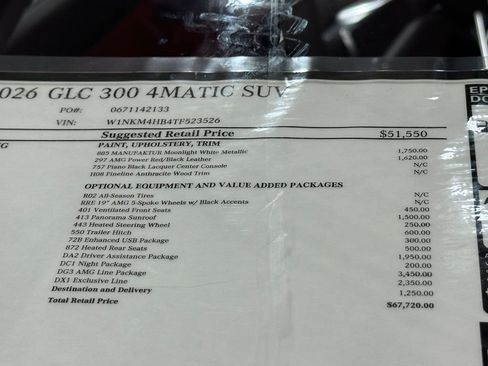 026 GLC 300 4MATIC SUV
PO#: 0671142133
VIN: W1NKM4HB4TF523526
Suggested Retail Price $51,550
NG PAINT, UPHOLSTERY, TRIM
885 MANUFAKTUR Moonlight White Metallic 1,750.00
297 AMG Power Red/Black Leather 1,620.00
757 Piano Black Lacquer Center Console N/C
H08 Fineline Anthracite Wood Trim N/C
OPTIONAL EQUIPMENT AND VALUE ADDED PACKAGES
R02 All-Season Tires N/C
RRE 19" AMG 5-Spoke Wheels w/ Black Accents N/C
401 Ventilated Front Seats 450.00
413 Panorama Sunroof 1,500.00
443 Heated Steering Wheel 250.00
550 Trailer Hitch 600.00
72B Enhanced USB Package 300.00
872 Heated Rear Seats 500.00
DA2 Driver Assistance Package 1,950.00
DC1 Night Package 200.00
DG3 AMG Line Package 3,450.00
DX1 Exclusive Line 2,350.00
Destination and Delivery 1,250.00
Total Retail Price $67,720.00
EP
DO